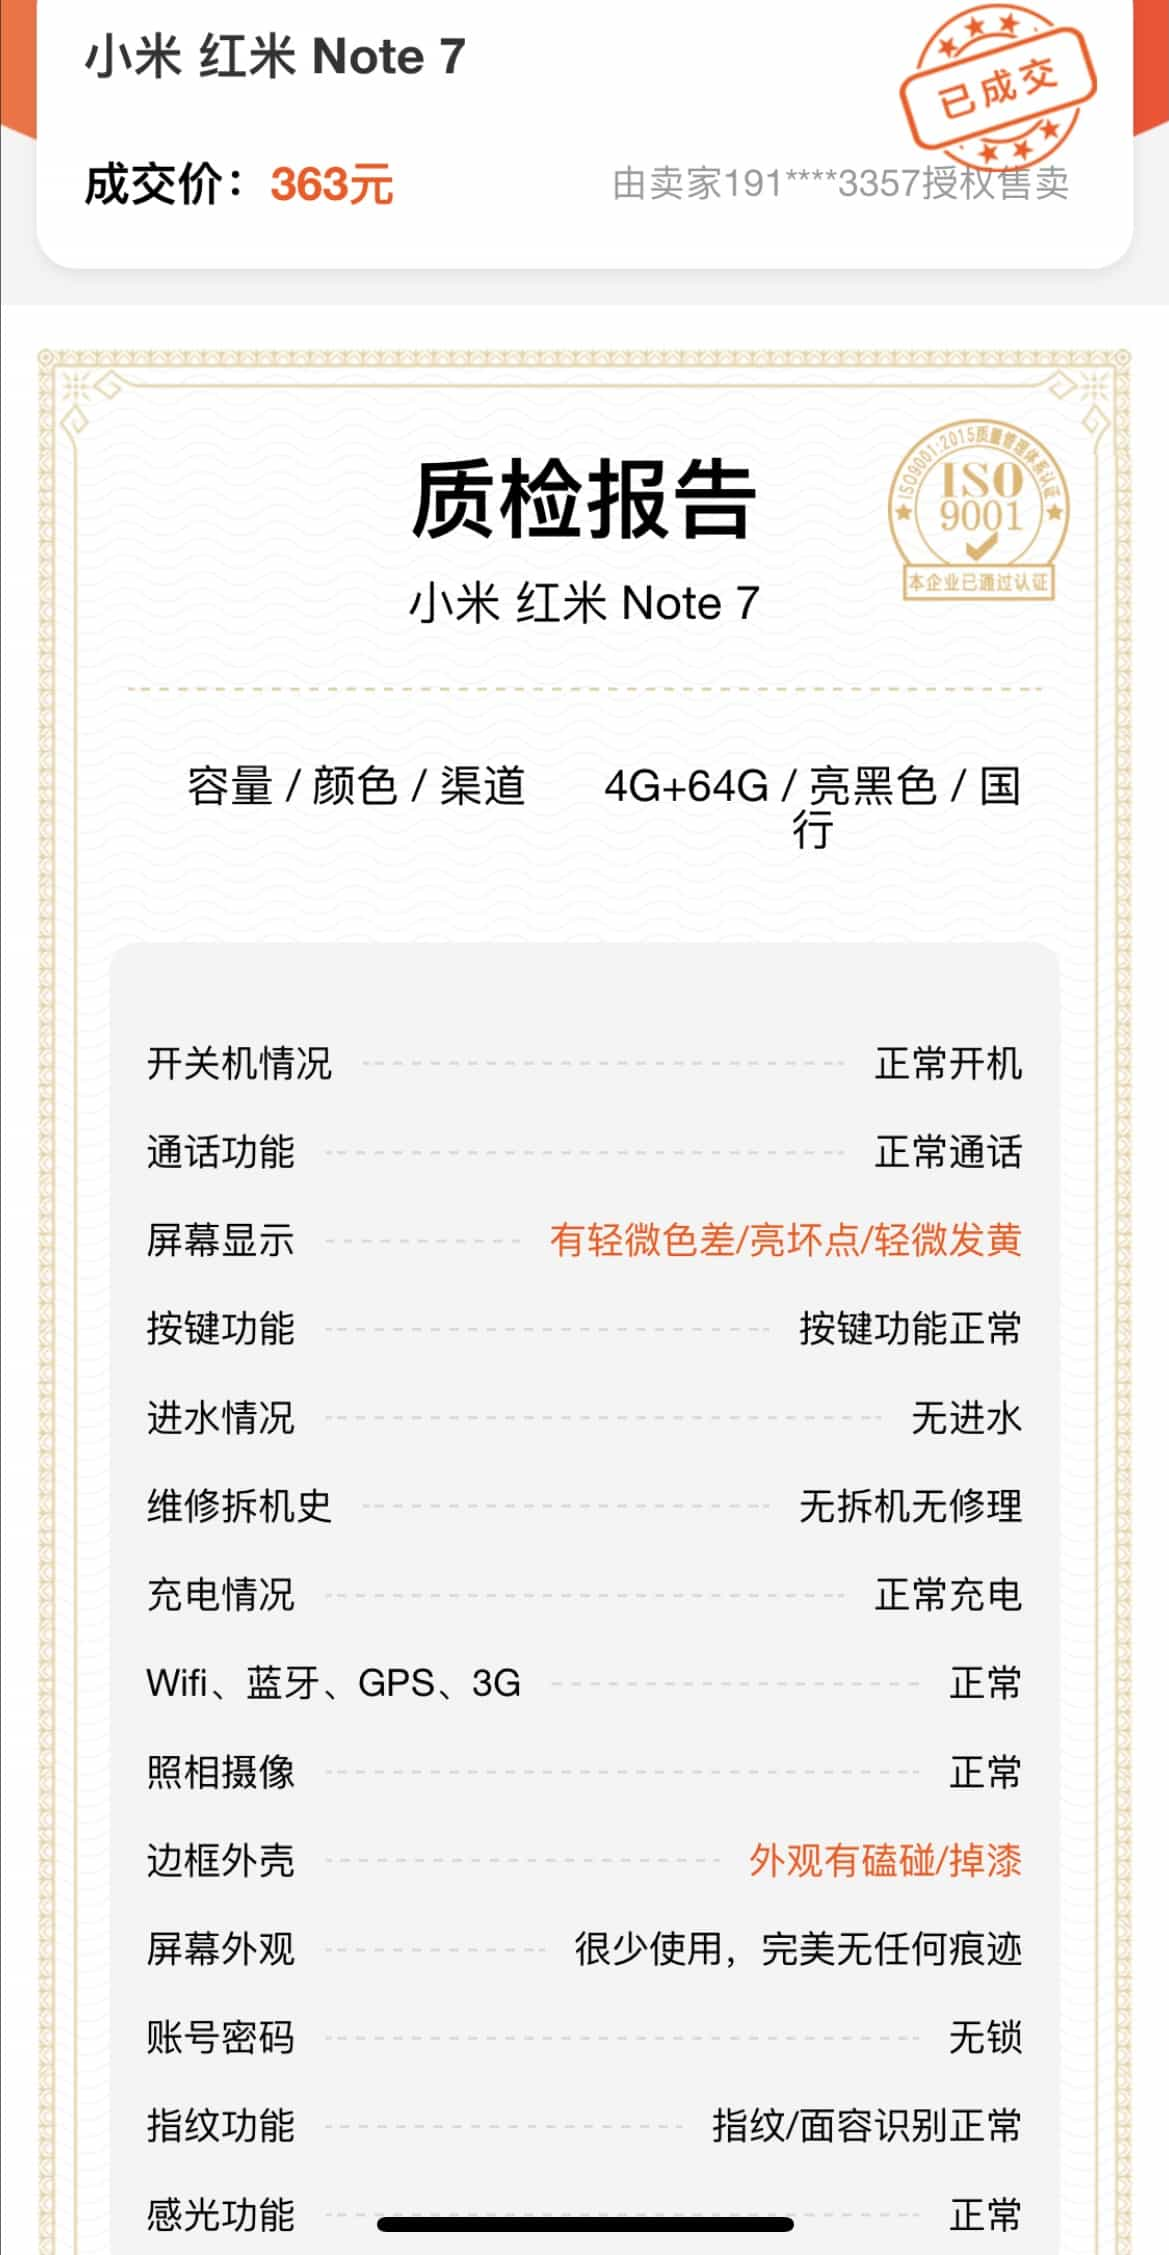 小米 红米 Note 7
已成交
成交价：363元
由卖家191****3357授权售卖
ISO9001:2015质量管理体系认证
ISO
9001
本企业已通过认证
质检报告
小米 红米 Note 7
容量 / 颜色 / 渠道 4G+64G / 亮黑色 / 国
行
开关机情况 正常开机
通话功能 正常通话
屏幕显示 有轻微色差/亮坏点/轻微发黄
按键功能 按键功能正常
进水情况 无进水
维修拆机史 无拆机无修理
充电情况 正常充电
Wifi、蓝牙、GPS、3G 正常
照相摄像 正常
边框外壳 外观有磕碰/掉漆
屏幕外观 很少使用，完美无任何痕迹
账号密码 无锁
指纹功能 指纹/面容识别正常
感光功能 正常